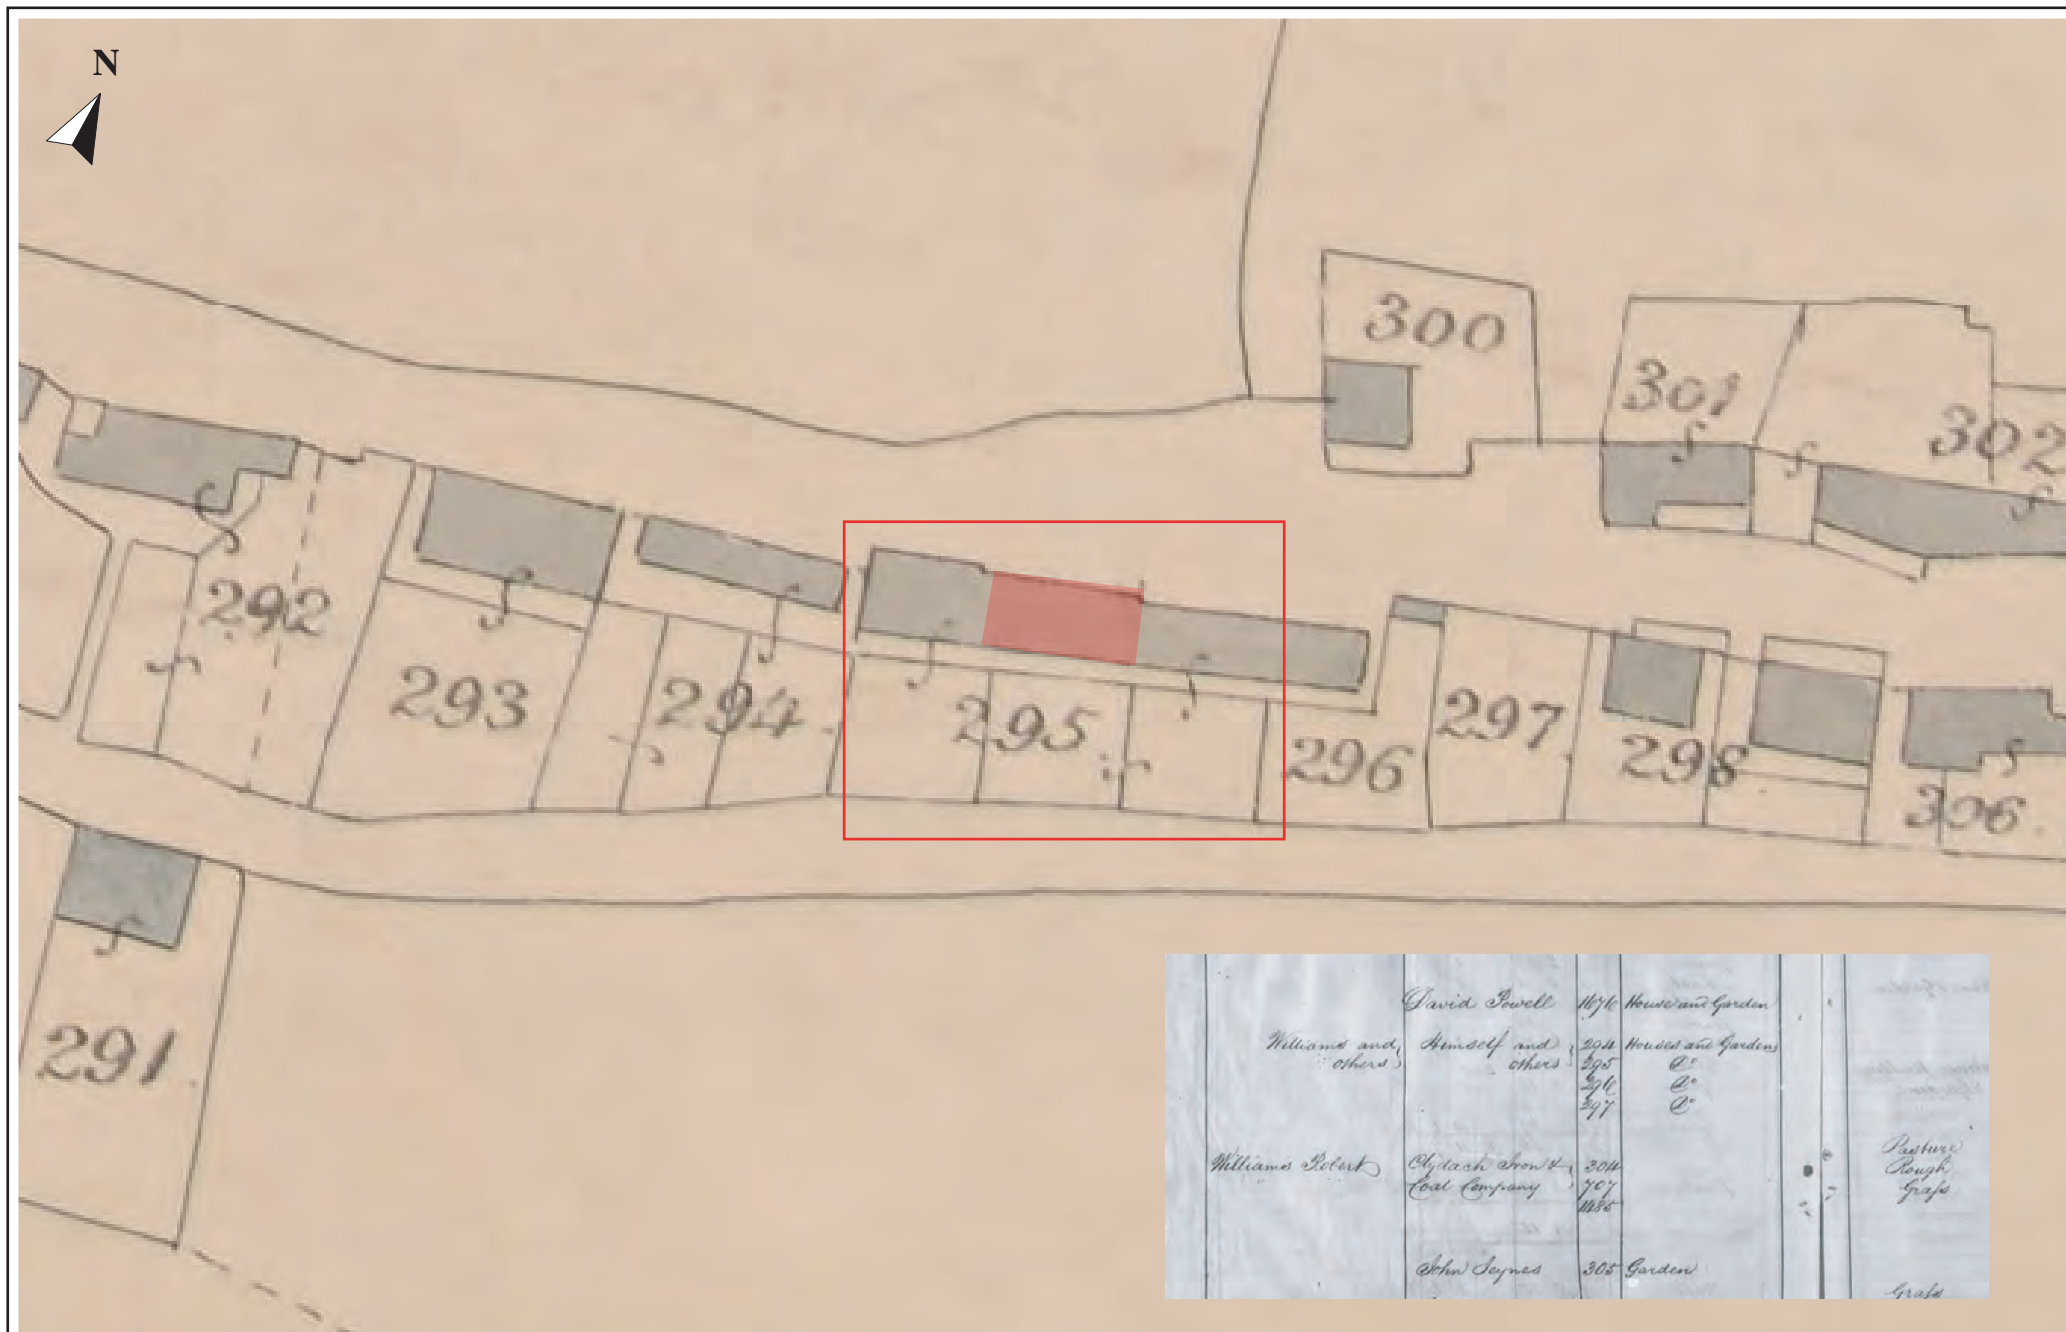 N
300
301
302
292
293
294
295
296
297
298
306
291
David Powell 1676 House and Garden
Williams and Himself and 294 Houses and Gardens
others others 295 Do
296 Do
297 Do
Williams Robert Clydach Iron & 304 Pasture
Coal Company 707 Rough
1485 Grass
John 305 Garden
Grass